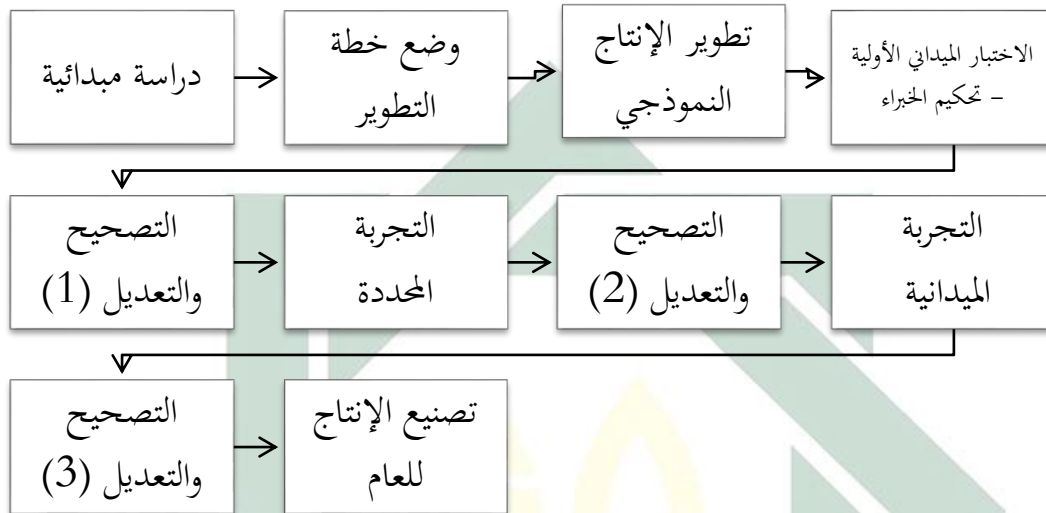 دراسة مبدائية
وضع خطة
التطوير
تطوير الإنتاج
النموذجي
الاختبار الميداني الأولية
– تحكيم الخبراء
التصحيح
والتعديل (1)
التجربة
المحددة
التصحيح
والتعديل (2)
التجربة
الميدانية
التصحيح
والتعديل (3)
تصنيع الإنتاج
للعام